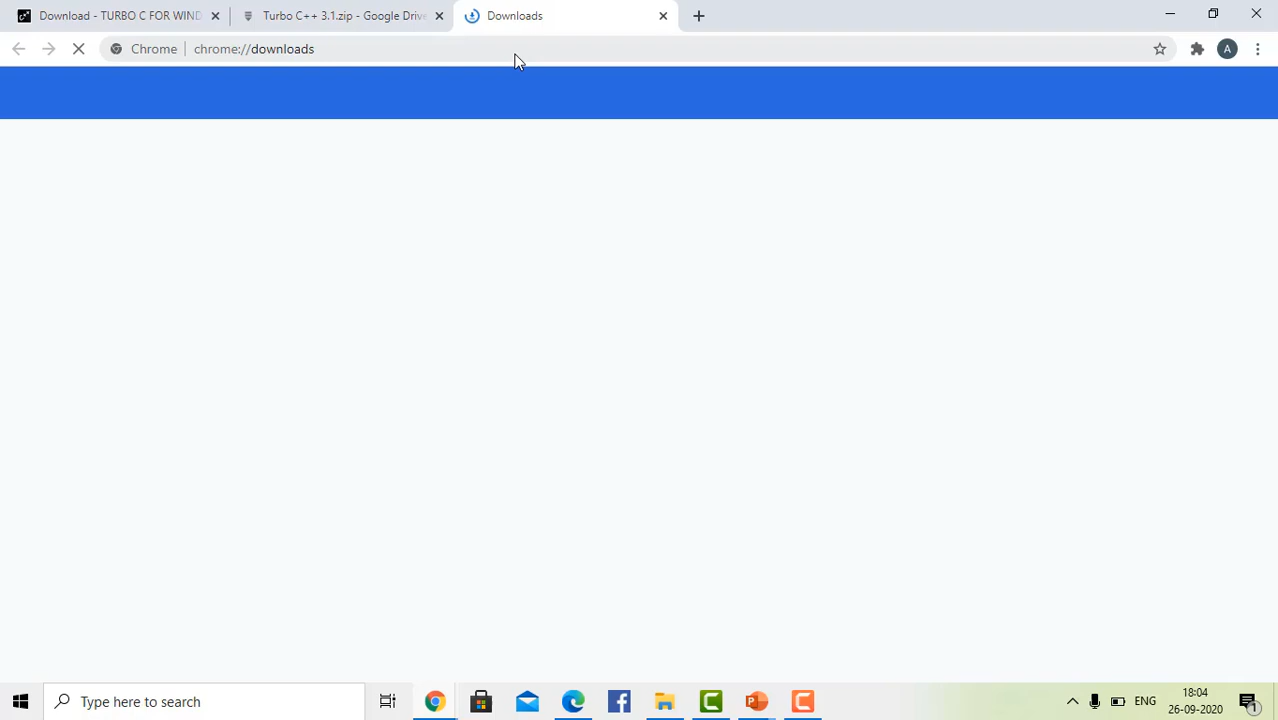 Download - TURBO C FOR WIND
Turbo C++ 3.1.zip - Google Drive
Downloads
Chrome
chrome://downloads
A
Type here to search
ENG
18:04
26-09-2020
1